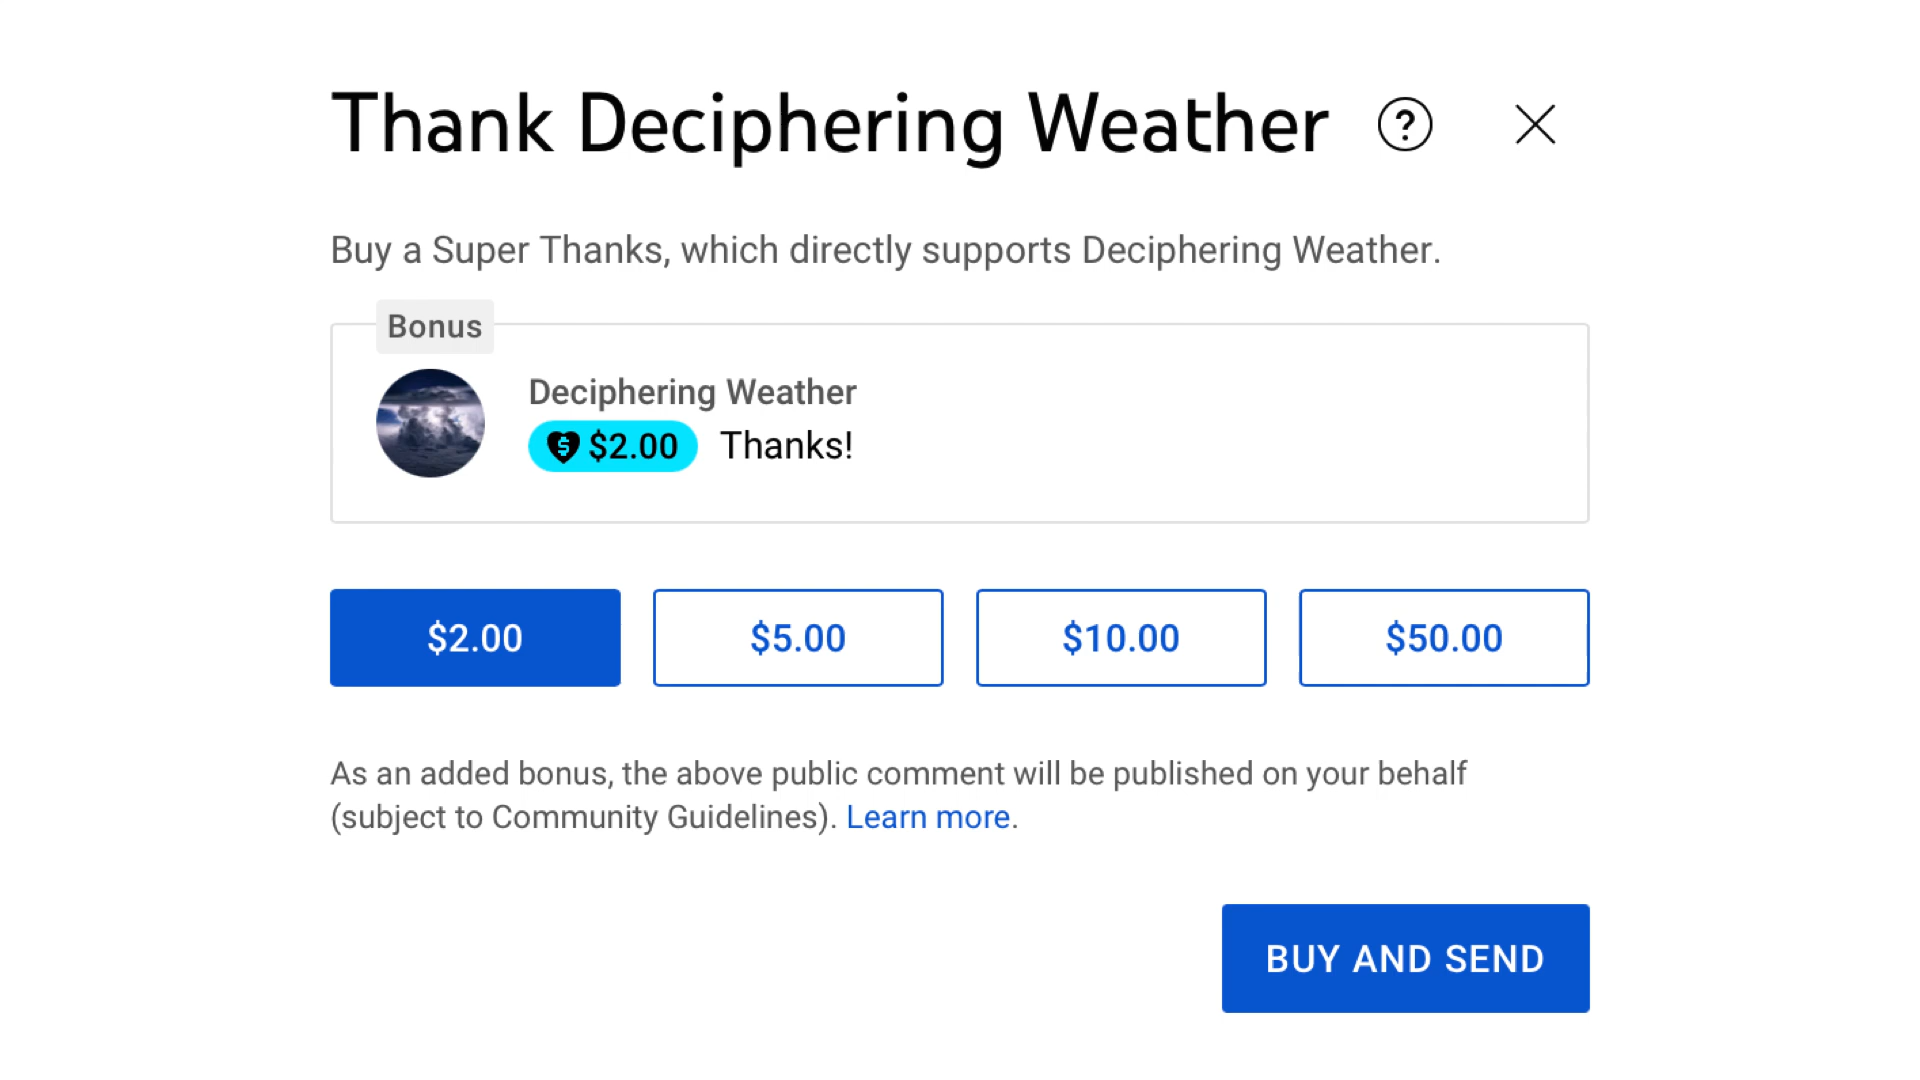 Thank Deciphering Weather ?
Buy a Super Thanks, which directly supports Deciphering Weather.
Bonus
Deciphering Weather
$ $2.00 Thanks!
$2.00 $5.00 $10.00 $50.00
As an added bonus, the above public comment will be published on your behalf
(subject to Community Guidelines). Learn more.
BUY AND SEND